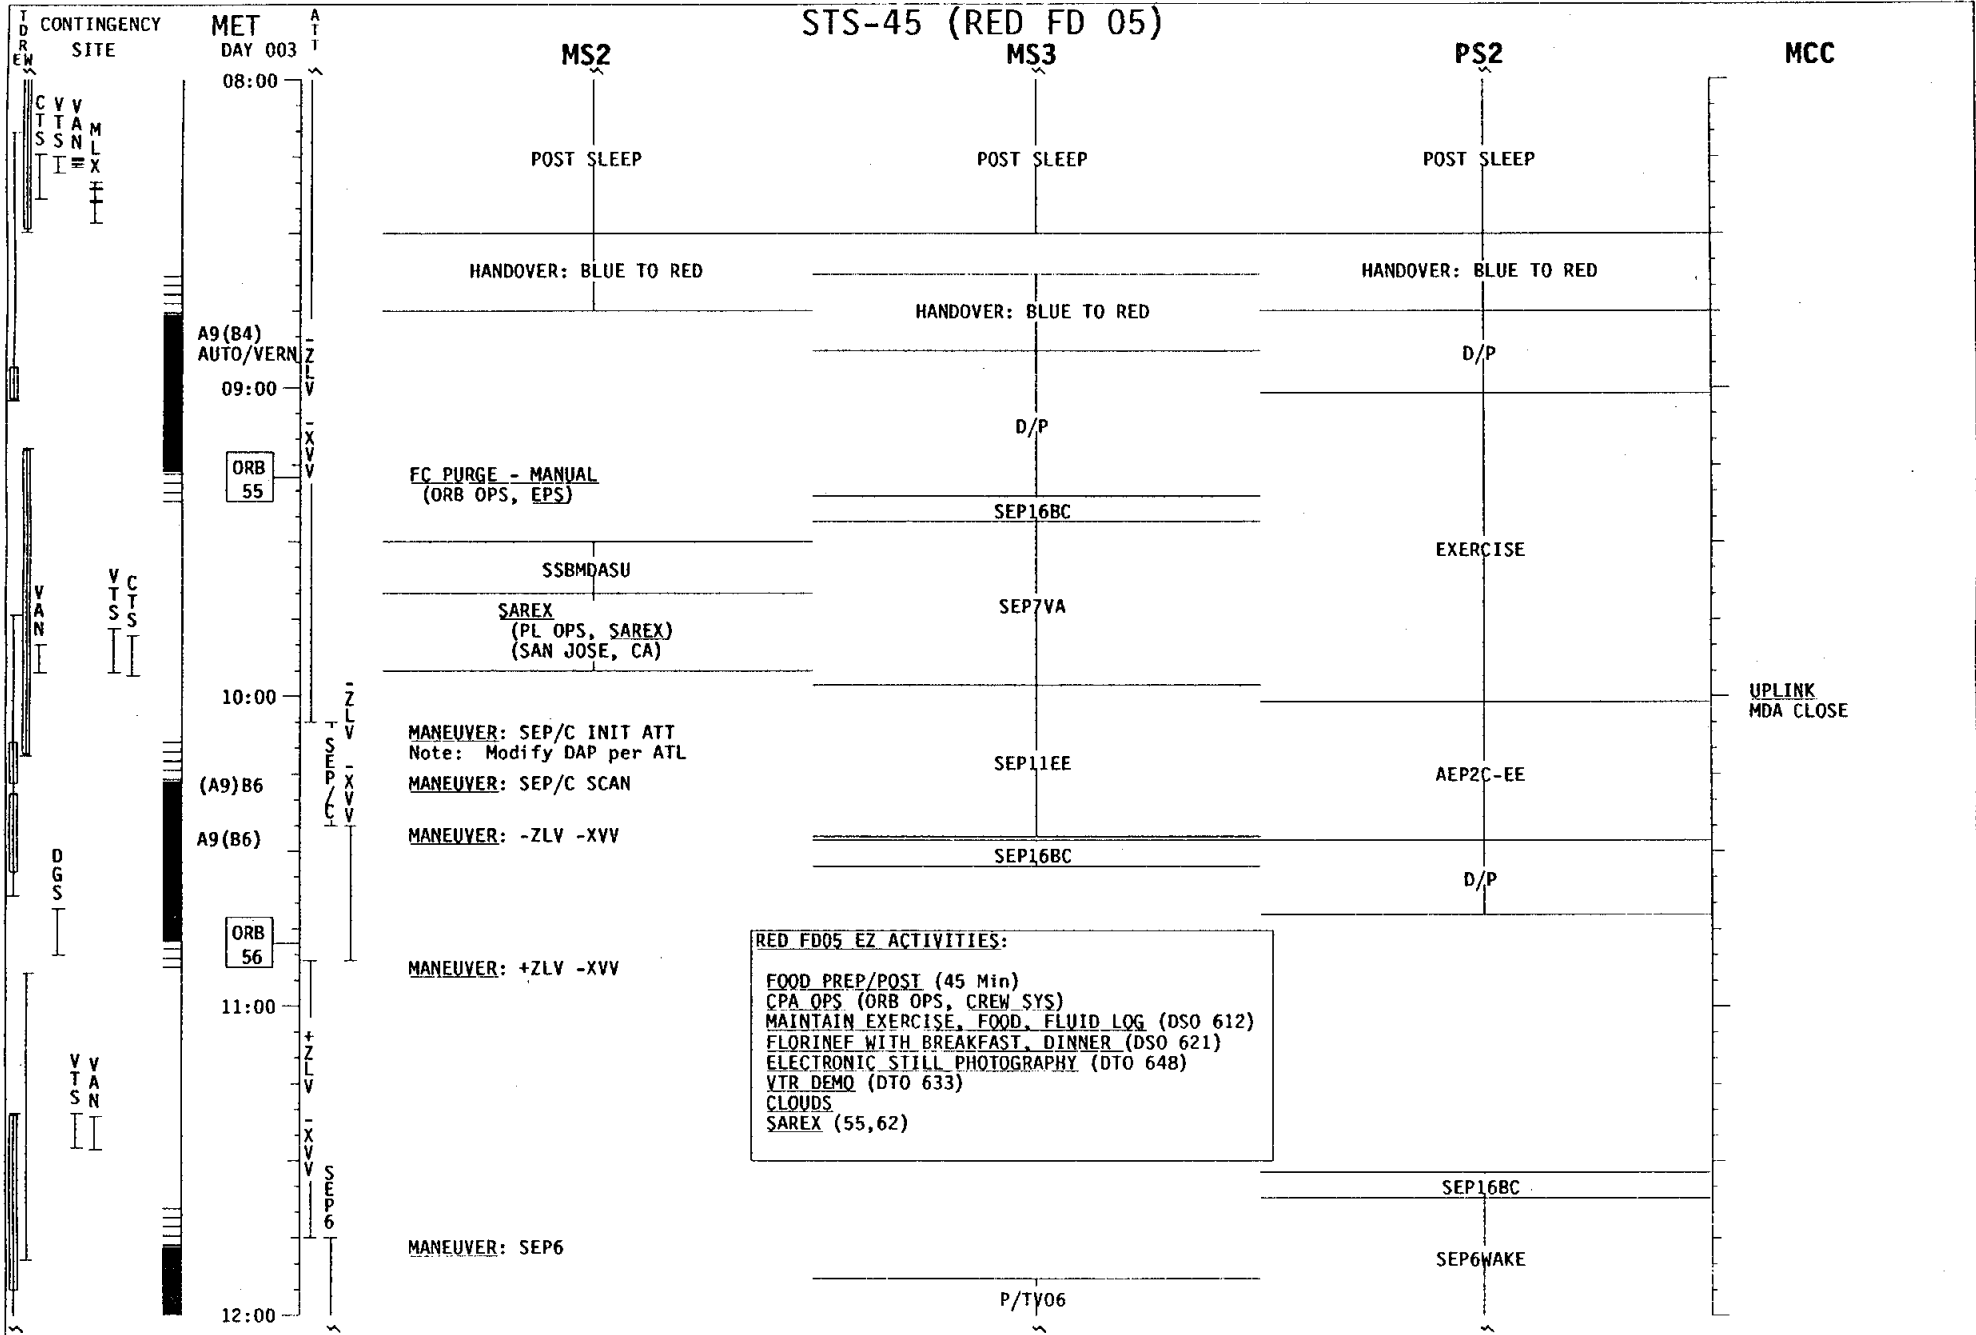 STS-45 (RED FD 05)
TDRE
W
CONTINGENCY
SITE
MET
DAY 003
ATT
MS2
MS3
PS2
MCC
08:00
CTS
VTS
VAN
MLX
POST SLEEP
POST SLEEP
POST SLEEP
HANDOVER: BLUE TO RED
HANDOVER: BLUE TO RED
HANDOVER: BLUE TO RED
A9(B4)
AUTO/VERN
-ZLV
-XVV
D/P
09:00
D/P
ORB
55
FC PURGE - MANUAL
(ORB OPS, EPS)
SEP16BC
EXERCISE
SSBMDASU
VAN
VTS
CTS
SAREX
(PL OPS, SAREX)
(SAN JOSE, CA)
SEP7VA
10:00
-ZLV
-XVV
UPLINK
MDA CLOSE
SEP/C
MANEUVER: SEP/C INIT ATT
Note: Modify DAP per ATL
SEP11EE
AEP2C-EE
(A9)B6
MANEUVER: SEP/C SCAN
A9(B6)
MANEUVER: -ZLV -XVV
SEP16BC
DGS
D/P
ORB
56
RED FD05 EZ ACTIVITIES:
MANEUVER: +ZLV -XVV
FOOD PREP/POST (45 Min)
CPA OPS (ORB OPS, CREW SYS)
MAINTAIN EXERCISE, FOOD, FLUID LOG (DSO 612)
FLORINEF WITH BREAKFAST, DINNER (DSO 621)
ELECTRONIC STILL PHOTOGRAPHY (DTO 648)
VTR DEMO (DTO 633)
CLOUDS
SAREX (55,62)
11:00
+ZLV
-XVV
VTS
VAN
SEP6
SEP16BC
MANEUVER: SEP6
SEP6WAKE
P/TV06
12:00